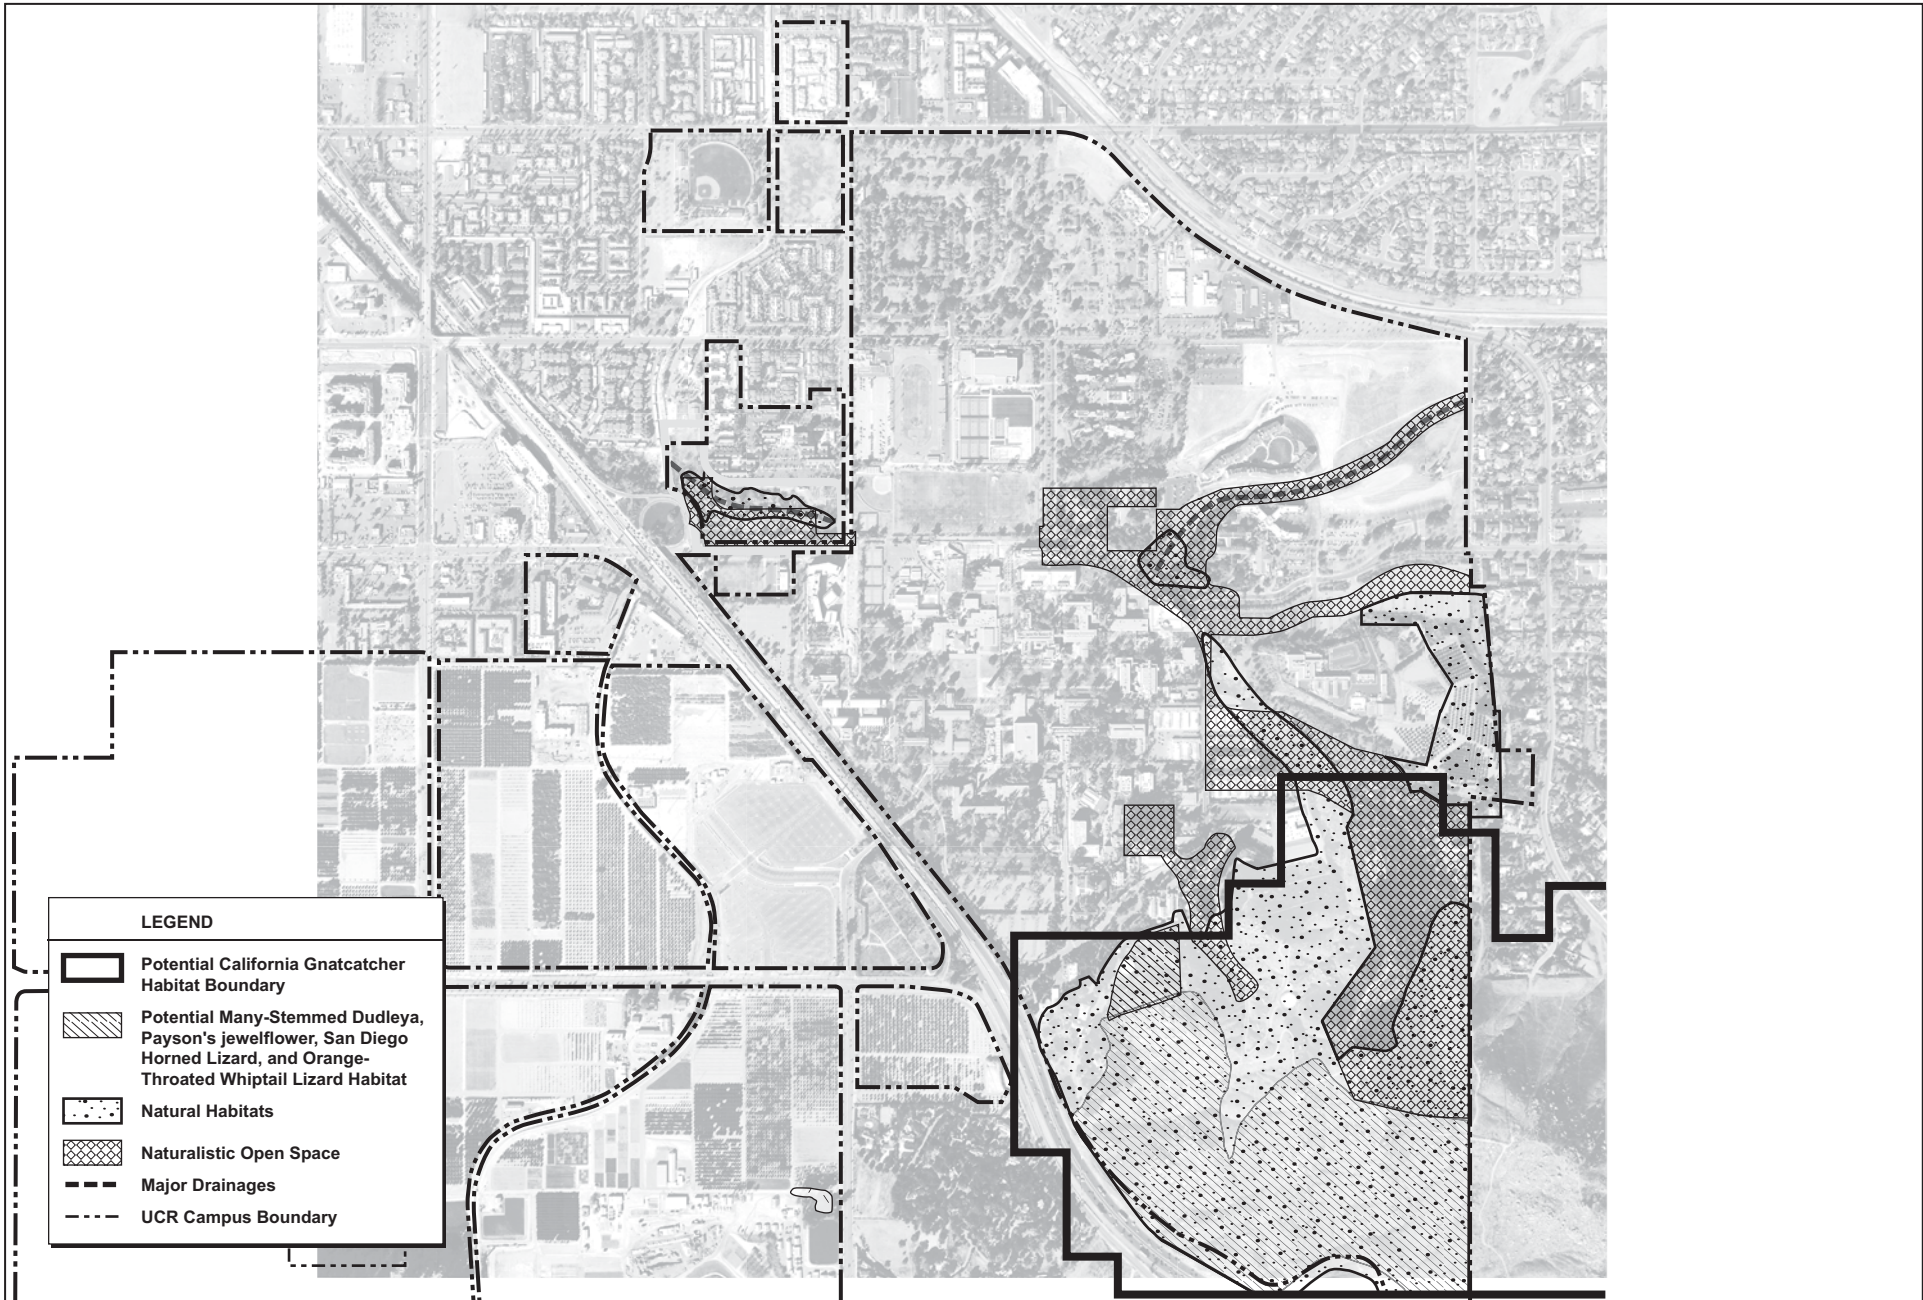 LEGEND
Potential California Gnatcatcher
Habitat Boundary
Potential Many-Stemmed Dudleya,
Payson's jewelflower, San Diego
Horned Lizard, and Orange-
Throated Whiptail Lizard Habitat
Natural Habitats
Naturalistic Open Space
Major Drainages
UCR Campus Boundary